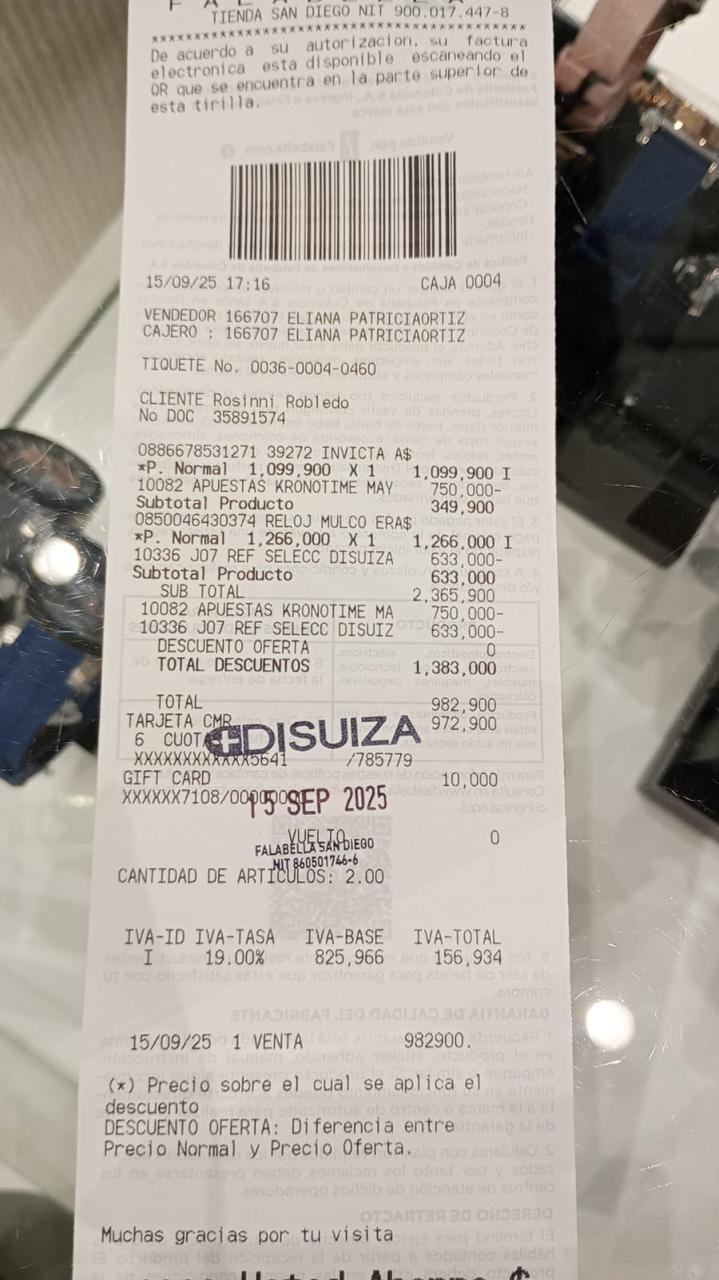 FALABELLA
TIENDA SAN DIEGO NIT 900.017.447-8
****************************************
De acuerdo a su autorizacion, su factura
electronica esta disponible escaneando el
QR que se encuentra en la parte superior de
esta tirilla.
15/09/25 17:16 CAJA 0004
VENDEDOR 166707 ELIANA PATRICIAORTIZ
CAJERO : 166707 ELIANA PATRICIAORTIZ
TIQUETE No. 0036-0004-0460
CLIENTE Rosinni Robledo
No DOC 35891574
0886678531271 39272 INVICTA A$
*P. Normal 1,099,900 X 1 1,099,900 I
10082 APUESTAS KRONOTIME MAY 750,000-
Subtotal Producto 349,900
0850046430374 RELOJ MULCO ERA$
*P. Normal 1,266,000 X 1 1,266,000 I
10336 J07 REF SELECC DISUIZA 633,000-
Subtotal Producto 633,000
SUB TOTAL 2,365,900
10082 APUESTAS KRONOTIME MA 750,000-
10336 J07 REF SELECC DISUIZ 633,000-
DESCUENTO OFERTA 0
TOTAL DESCUENTOS 1,383,000
TOTAL 982,900
TARJETA CMR 972,900
6 CUOT
DISUIZA
XXXXXXXXXXXX5641 /785779
GIFT CARD 10,000
XXXXXX7108/000000
15 SEP 2025
VUELTO 0
FALABELLA SAN DIEGO
NIT 860501746-6
CANTIDAD DE ARTICULOS: 2.00
IVA-ID IVA-TASA IVA-BASE IVA-TOTAL
I 19.00% 825,966 156,934
15/09/25 1 VENTA 982900.
(*) Precio sobre el cual se aplica el
descuento
DESCUENTO OFERTA: Diferencia entre
Precio Normal y Precio Oferta.
Muchas gracias por tu visita